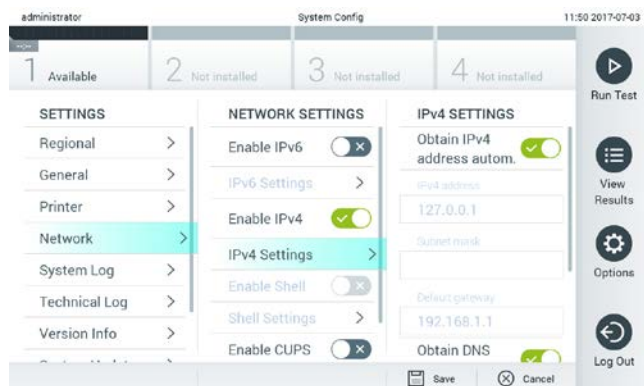 administrator System Config 11:50 2017-07-03
--:--
1 Available 2 Not installed 3 Not installed 4 Not installed
Run Test
View Results
Options
Log Out
SETTINGS
Regional
General
Printer
Network
System Log
Technical Log
Version Info
NETWORK SETTINGS
Enable IPv6
IPv6 Settings
Enable IPv4
IPv4 Settings
Enable Shell
Shell Settings
Enable CUPS
IPv4 SETTINGS
Obtain IPv4
address autom.
IPv4 address
127.0.0.1
Subnet mask
Default gateway
192.168.1.1
Obtain DNS
Save Cancel